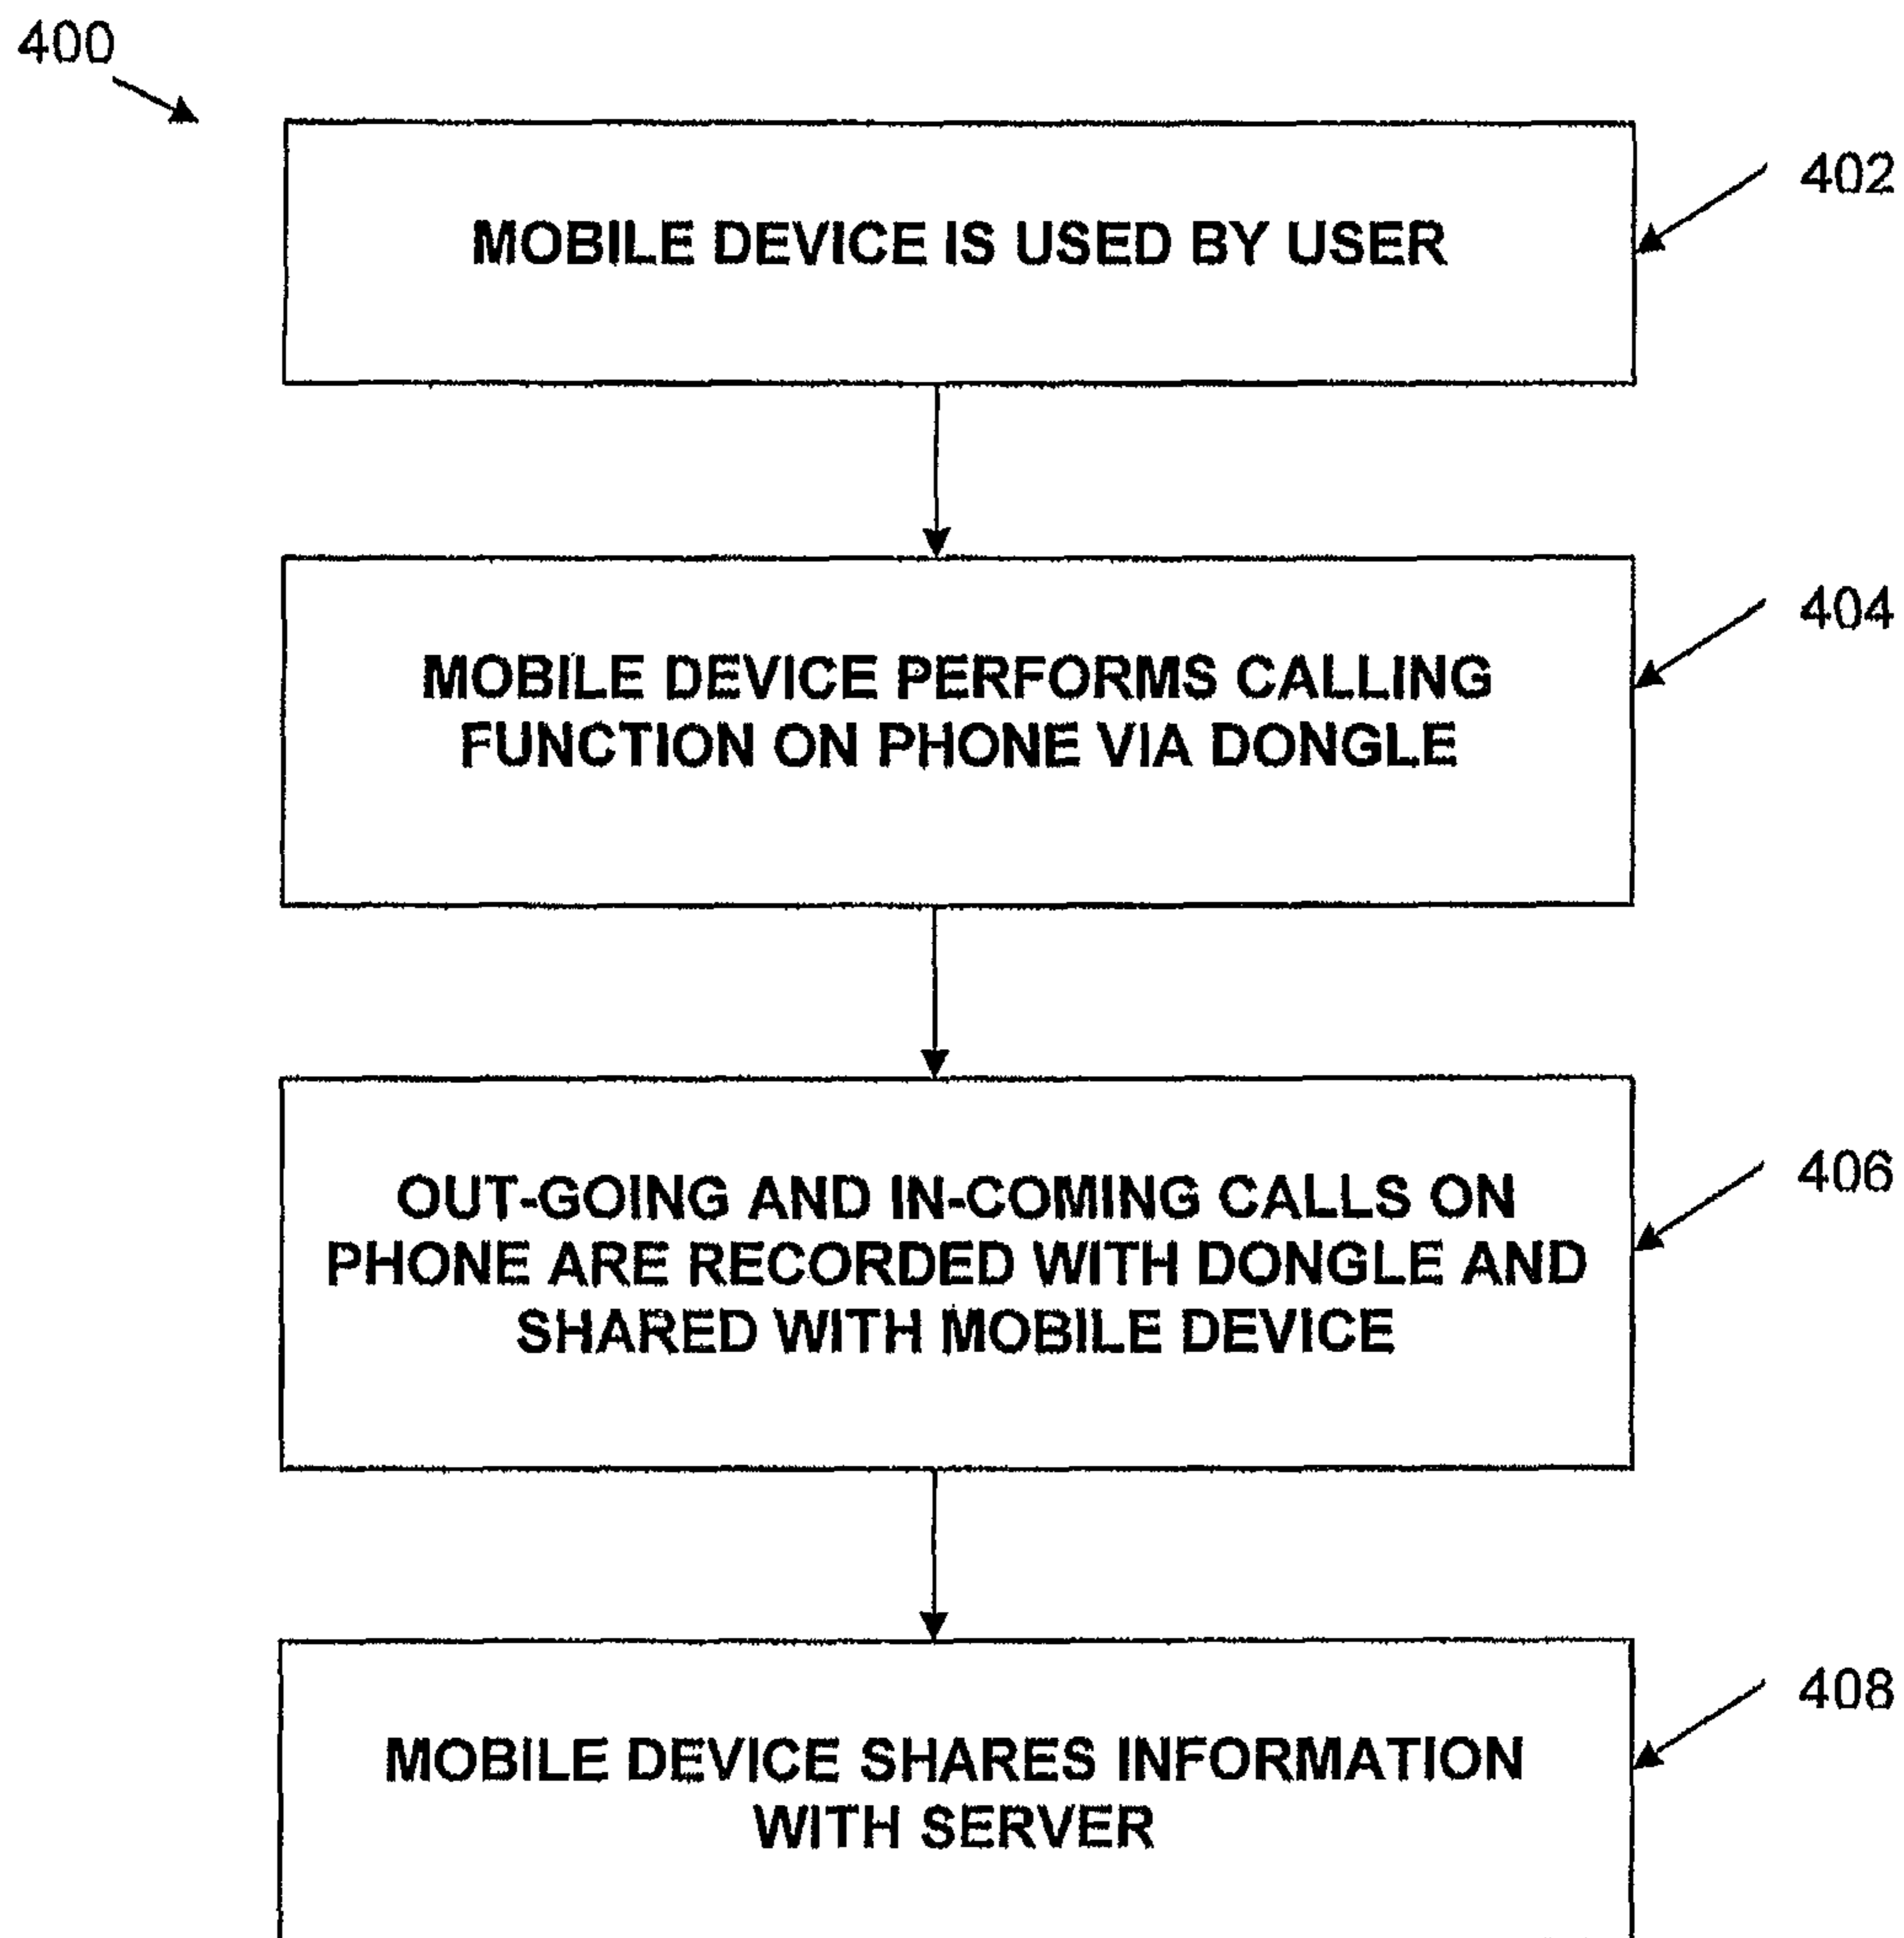 400
MOBILE DEVICE IS USED BY USER
402
MOBILE DEVICE PERFORMS CALLING
FUNCTION ON PHONE VIA DONGLE
404
OUT-GOING AND IN-COMING CALLS ON
PHONE ARE RECORDED WITH DONGLE AND
SHARED WITH MOBILE DEVICE
406
MOBILE DEVICE SHARES INFORMATION
WITH SERVER
408